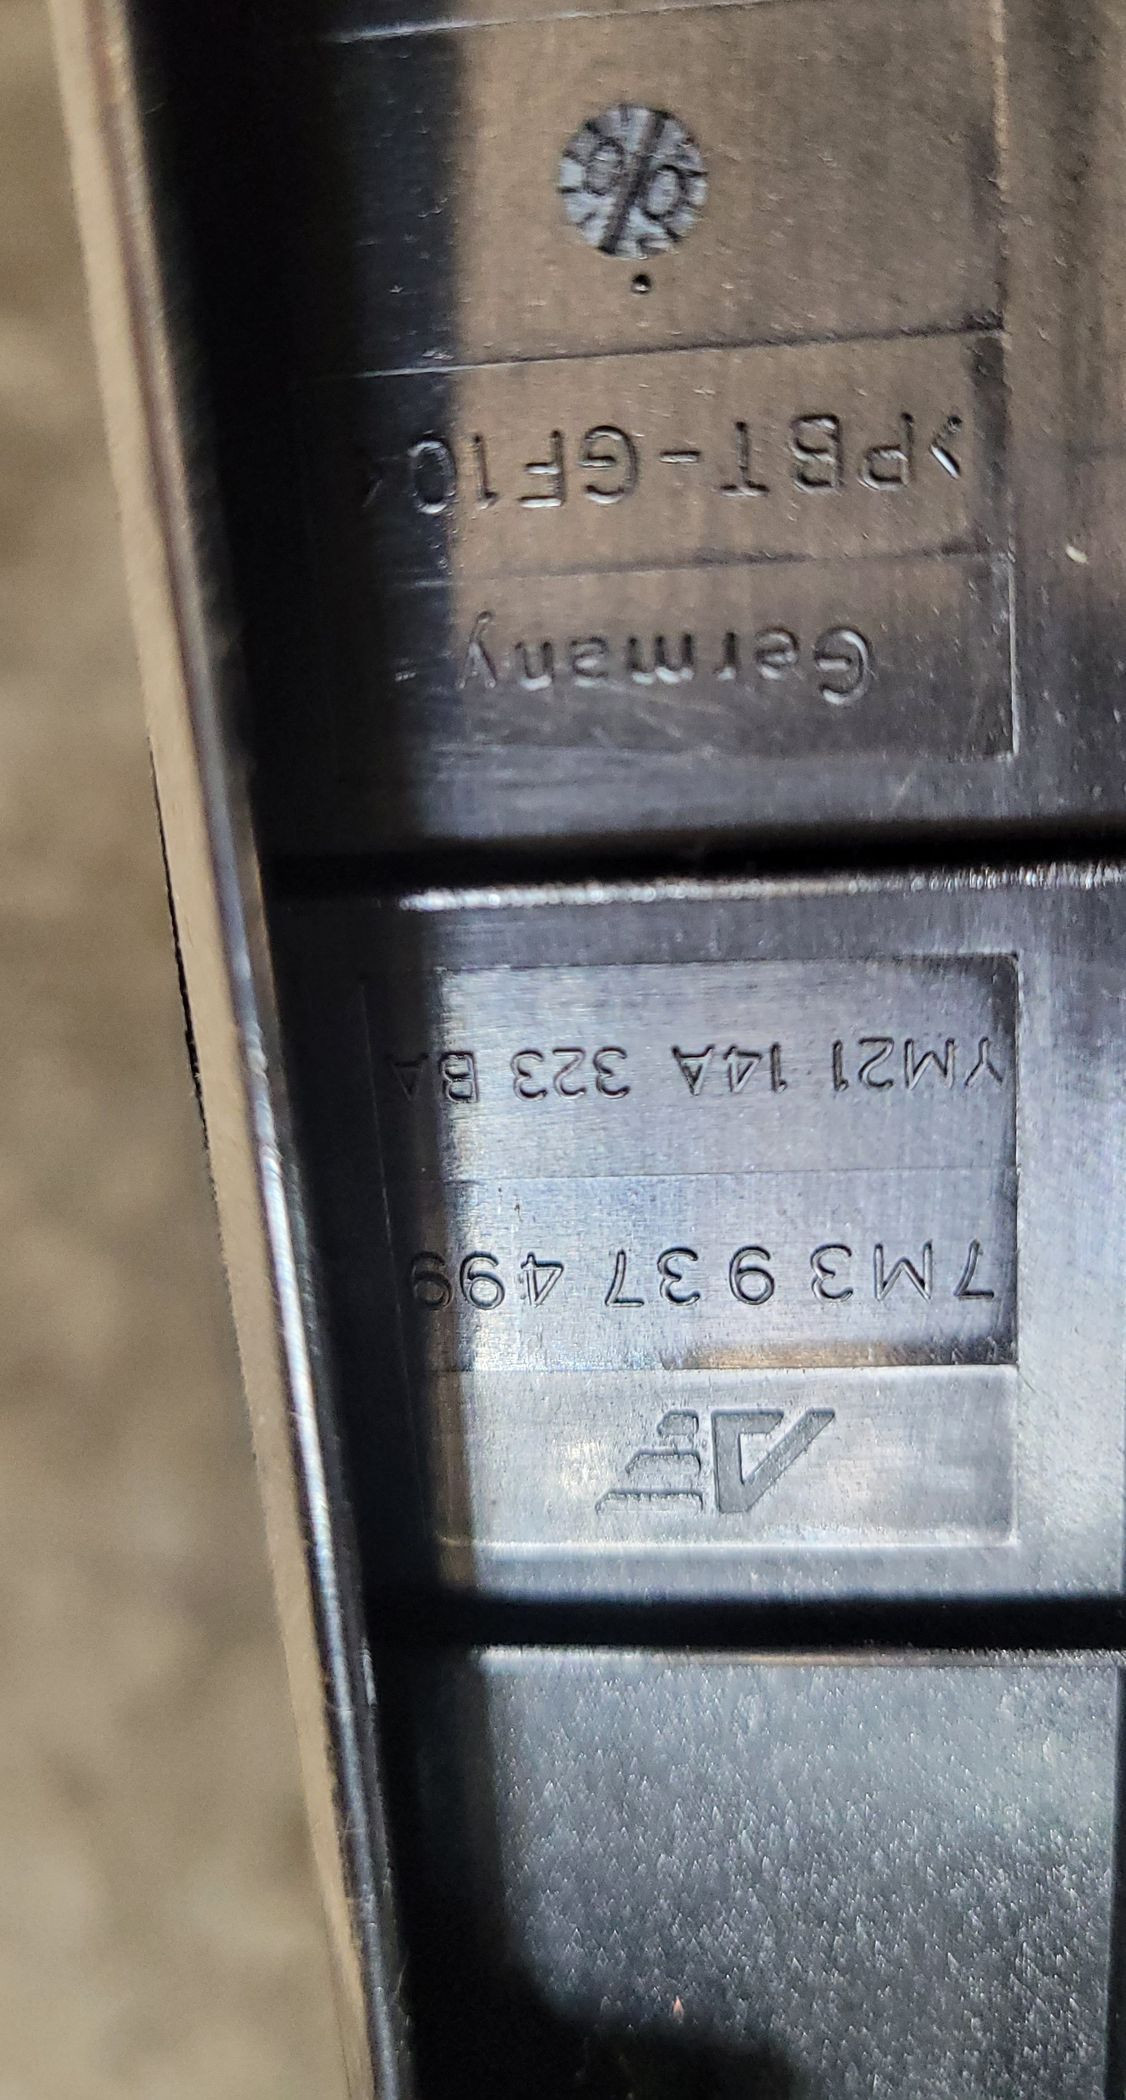 7M3 937 499
YM21 14A 323 BA
Germany
>PBT-GF10<